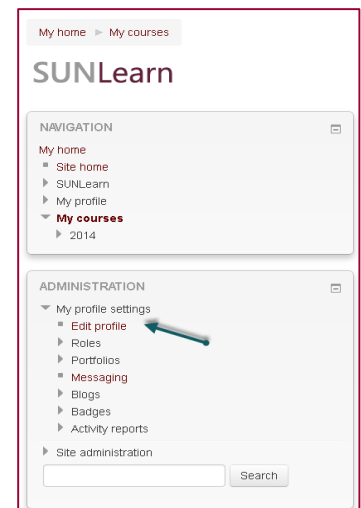 My home ► My courses
SUNLearn
NAVIGATION
My home
Site home
SUNLearn
My profile
My courses
2014
ADMINISTRATION
My profile settings
Edit profile
Roles
Portfolios
Messaging
Blogs
Badges
Activity reports
Site administration
Search